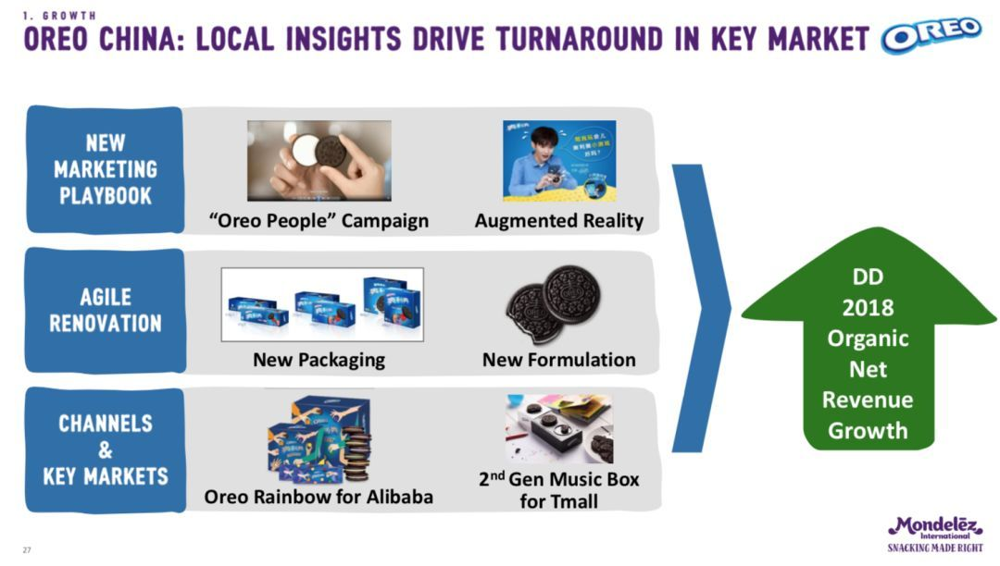 1. GROWTH
OREO CHINA: LOCAL INSIGHTS DRIVE TURNAROUND IN KEY MARKET
OREO
NEW
MARKETING
PLAYBOOK
“Oreo People” Campaign
Augmented Reality
AGILE
RENOVATION
New Packaging
New Formulation
CHANNELS
&
KEY MARKETS
Oreo Rainbow for Alibaba
2nd Gen Music Box
for Tmall
DD
2018
Organic
Net
Revenue
Growth
Mondelēz
International
SNACKING MADE RIGHT
27